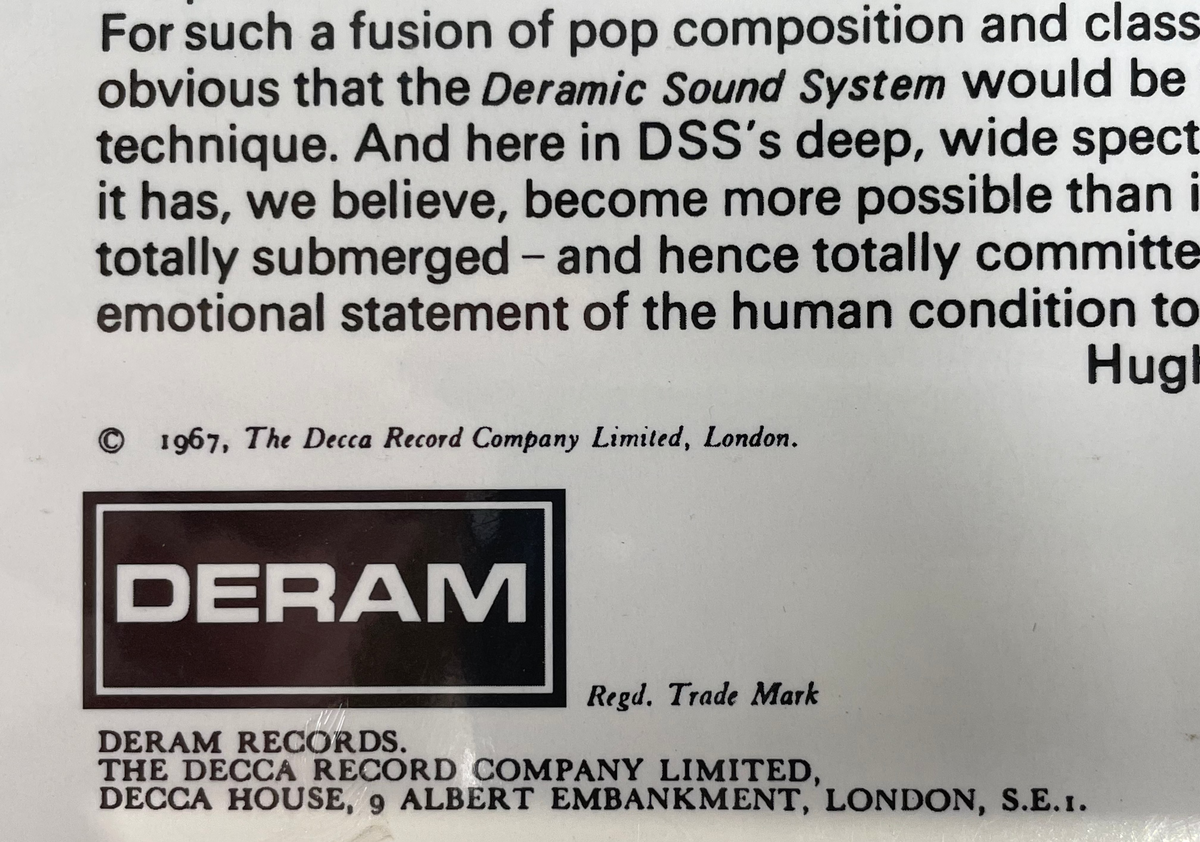 For such a fusion of pop composition and class
obvious that the Deramic Sound System would be
technique. And here in DSS's deep, wide spect
it has, we believe, become more possible than i
totally submerged – and hence totally committe
emotional statement of the human condition to
Hugh
© 1967, The Decca Record Company Limited, London.
DERAM
Regd. Trade Mark
DERAM RECORDS.
THE DECCA RECORD COMPANY LIMITED,
DECCA HOUSE, 9 ALBERT EMBANKMENT, LONDON, S.E.1.